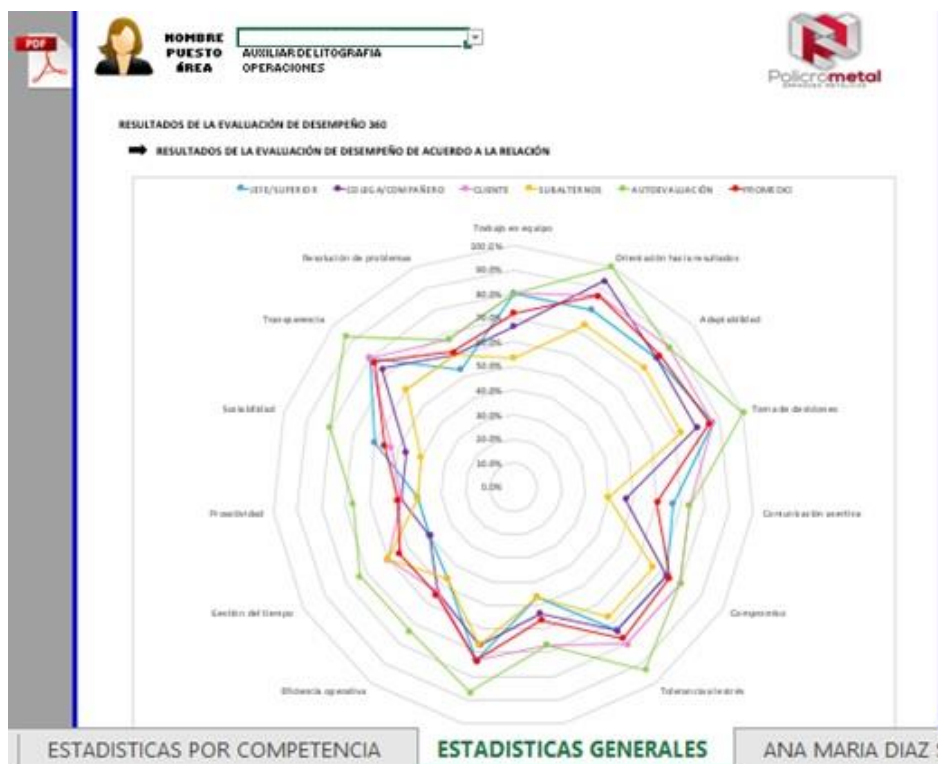 PDF
NOMBRE
PUESTO AUXILIAR DE LITOGRAFIA
ÁREA OPERACIONES
Policrometal
RESULTADOS DE LA EVALUACIÓN DE DESEMPEÑO 360
RESULTADOS DE LA EVALUACIÓN DE DESEMPEÑO DE ACUERDO A LA RELACIÓN
JEFE/SUPERIOR COLEGA/COMPAÑERO CLIENTE SUBALTERNOS AUTOEVALUACIÓN PROMEDIO
Trabajo en equipo
100.0%
Resolución de problemas
90.0%
Orientación hacia resultados
80.0%
Transparencia
70.0%
Adaptabilidad
60.0%
50.0%
Sociabilidad
40.0%
Toma de decisiones
30.0%
20.0%
10.0%
0.0%
Proactividad
Comunicación asertiva
Gestión del tiempo
Compromiso
Eficiencia operativa
Tolerancia al estrés
ESTADISTICAS POR COMPETENCIA
ESTADISTICAS GENERALES
ANA MARIA DIAZ